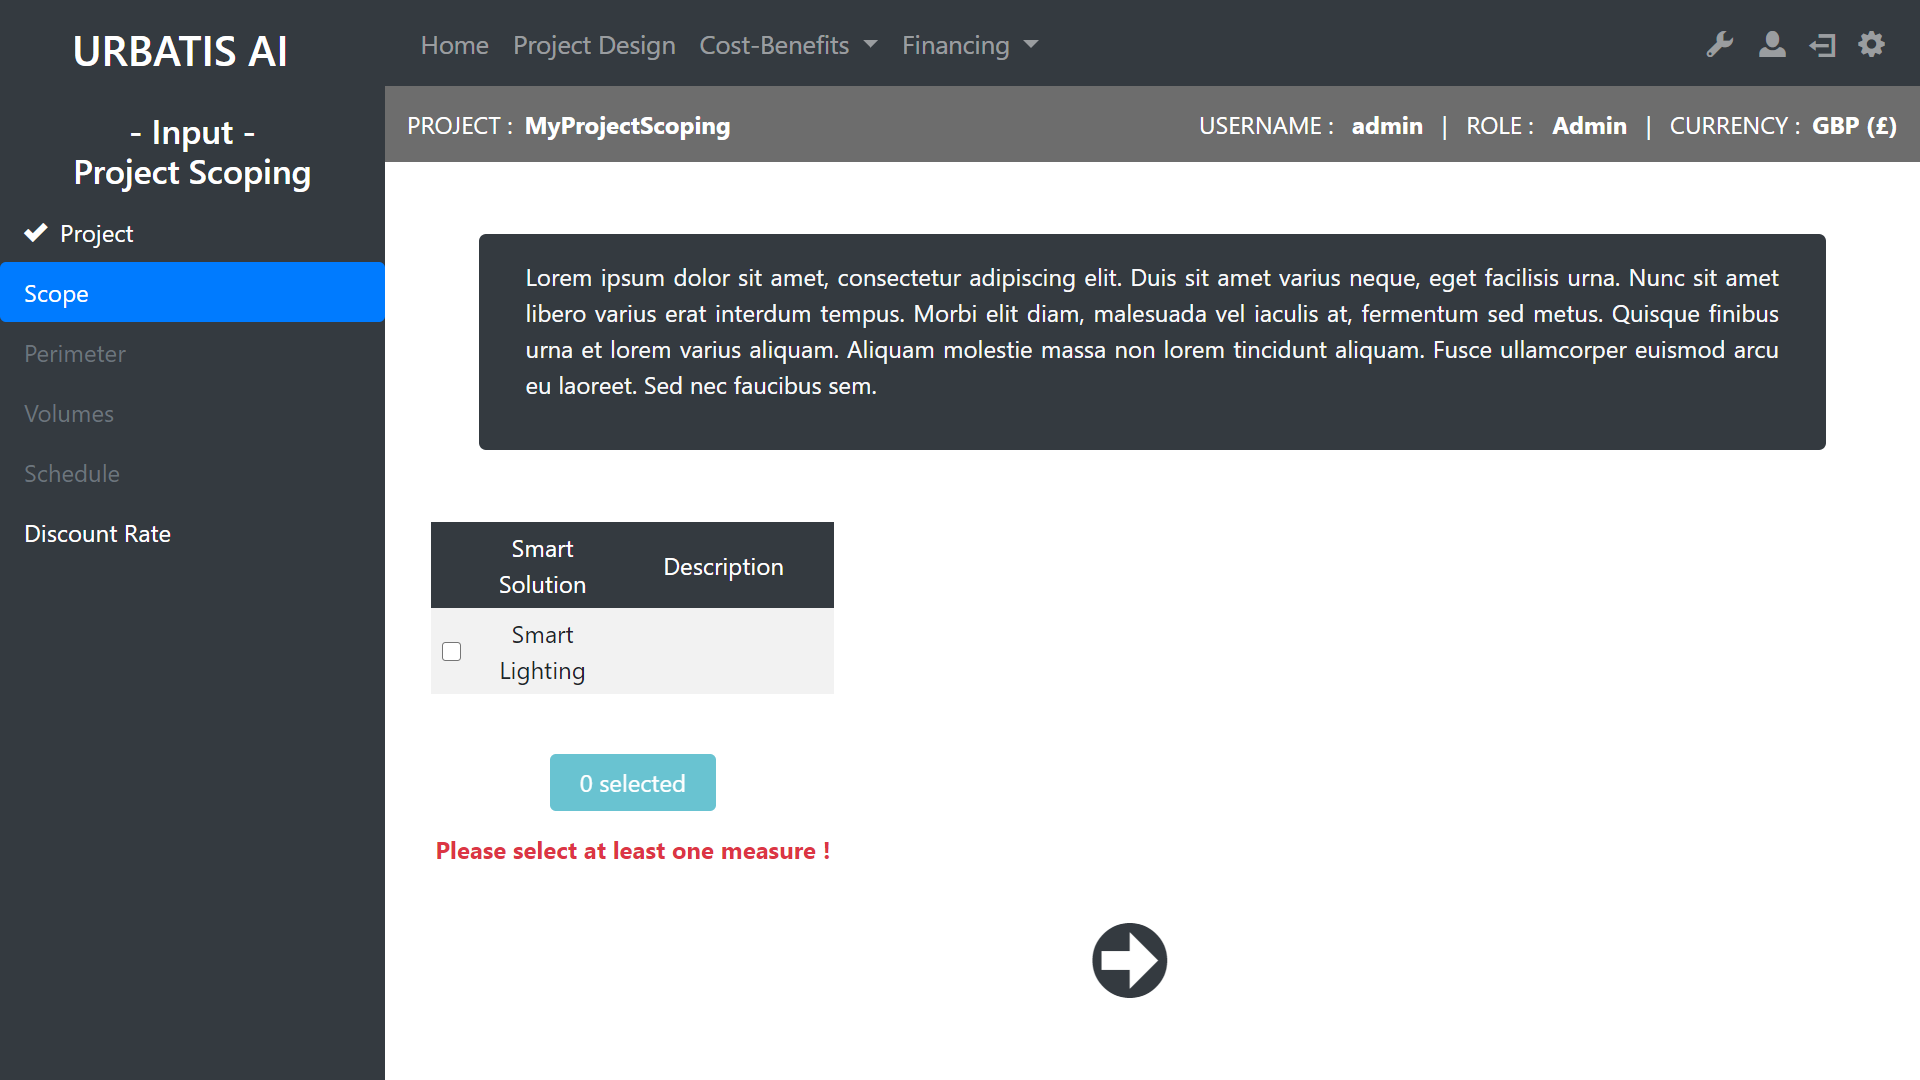 URBATIS AI
Home Project Design Cost-Benefits Financing
- Input -
Project Scoping
PROJECT : MyProjectScoping
USERNAME : admin | ROLE : Admin | CURRENCY : GBP (£)
Project
Scope
Perimeter
Volumes
Schedule
Discount Rate
Lorem ipsum dolor sit amet, consectetur adipiscing elit. Duis sit amet varius neque, eget facilisis urna. Nunc sit amet
libero varius erat interdum tempus. Morbi elit diam, malesuada vel iaculis at, fermentum sed metus. Quisque finibus
urna et lorem varius aliquam. Aliquam molestie massa non lorem tincidunt aliquam. Fusce ullamcorper euismod arcu
eu laoreet. Sed nec faucibus sem.
Smart
Solution
Description
Smart
Lighting
0 selected
Please select at least one measure !